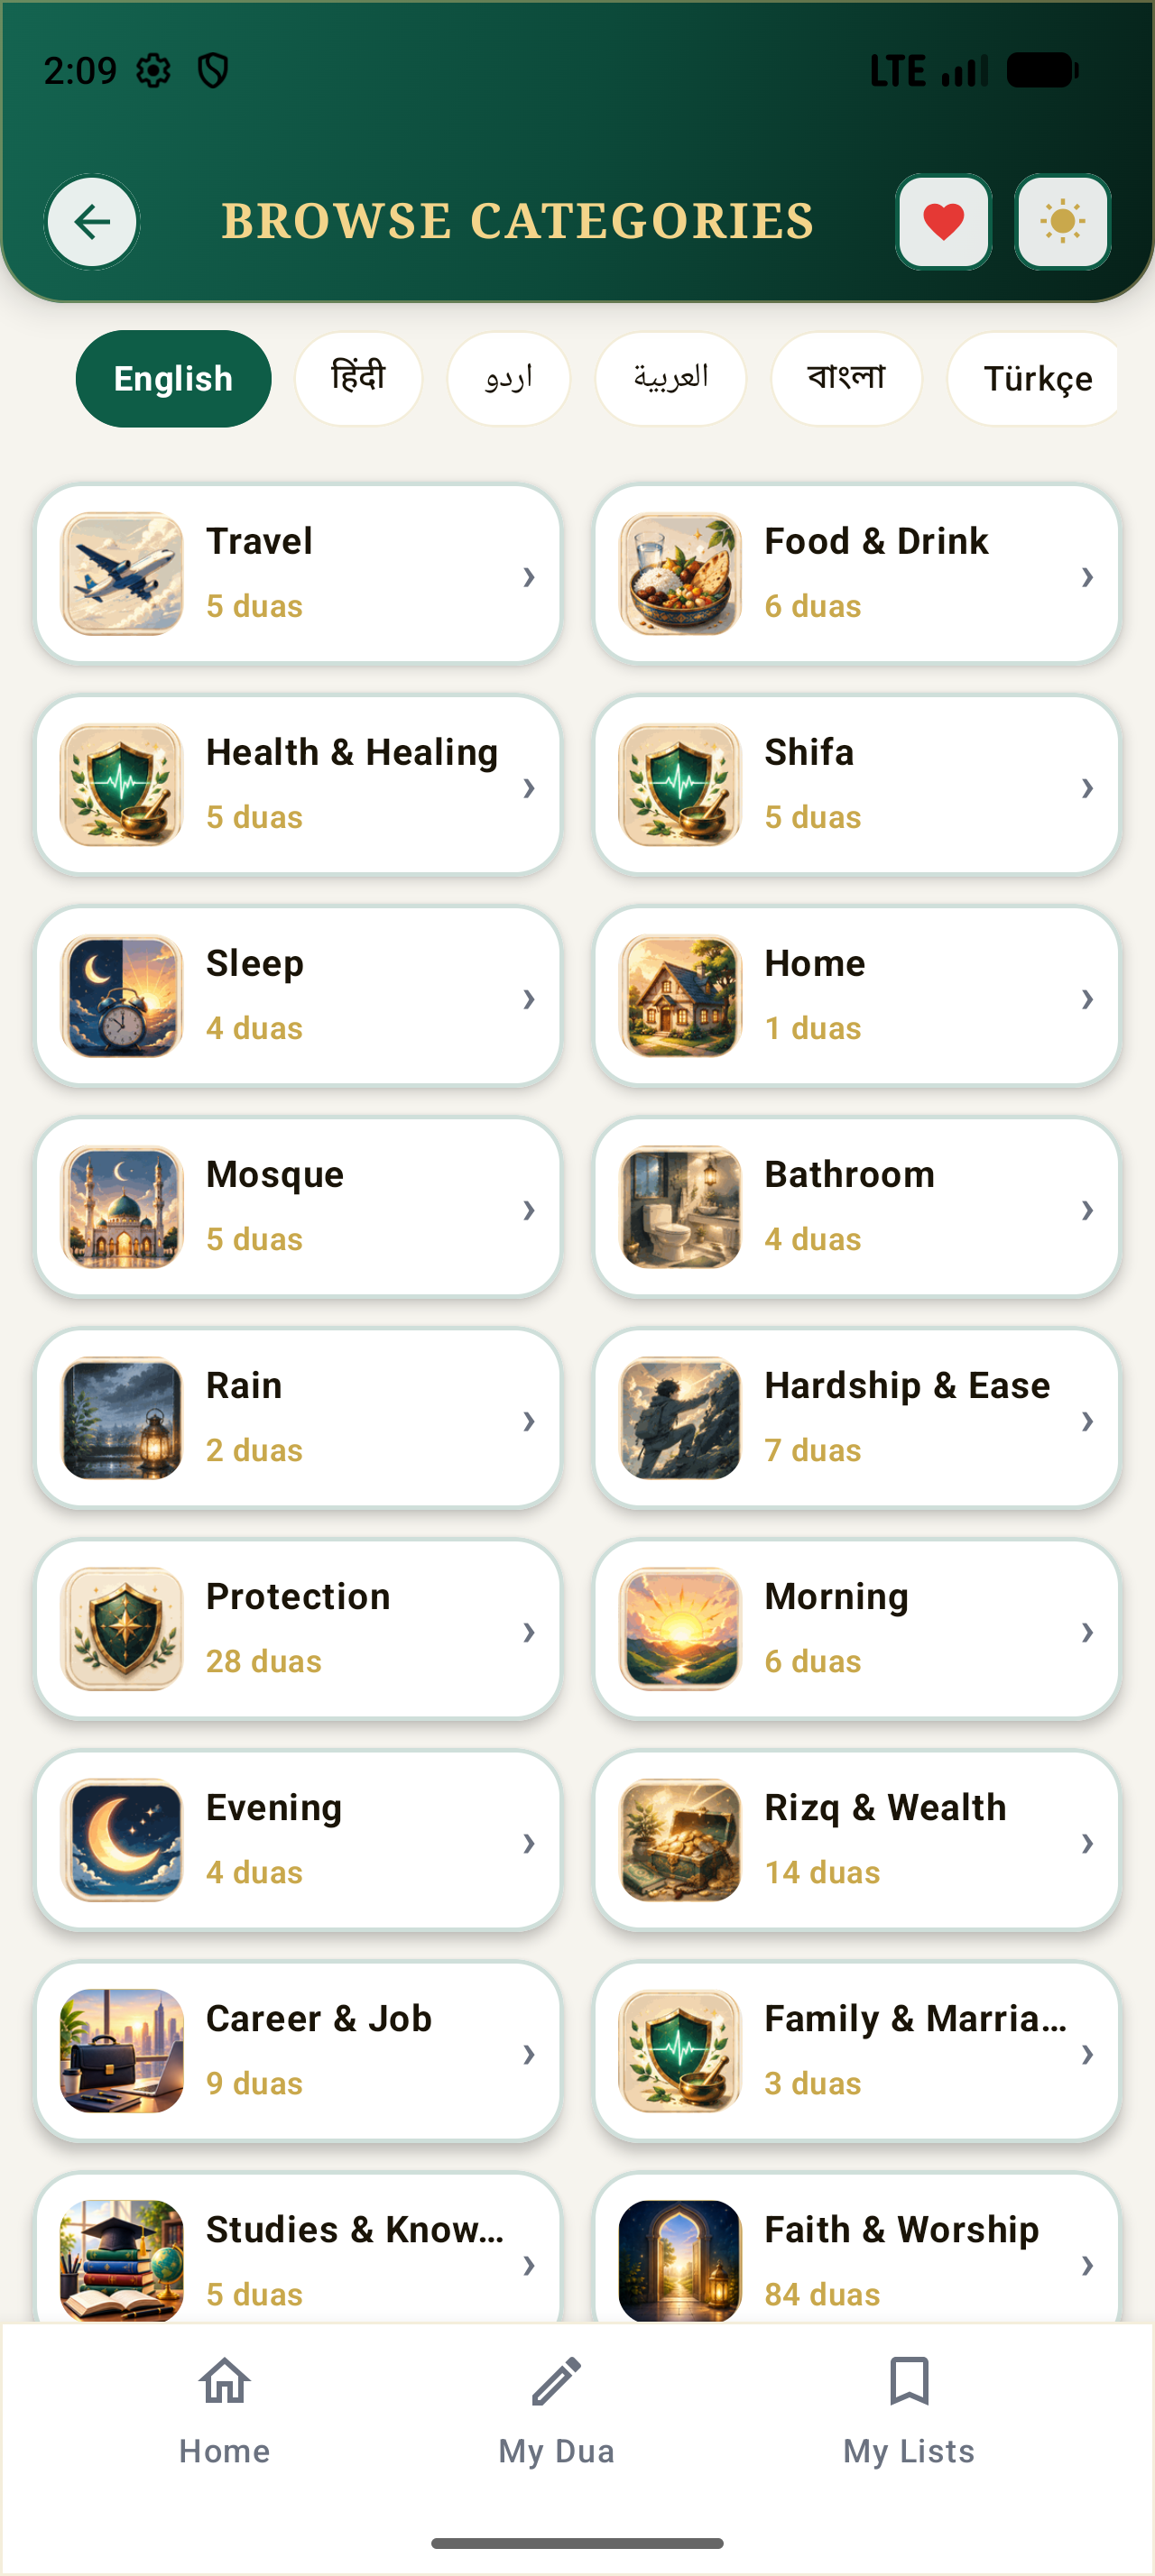 2:09
LTE
BROWSE CATEGORIES
English
हिंदी
اردو
العربية
বাংলা
Türkçe
Travel
5 duas
Food & Drink
6 duas
Health & Healing
5 duas
Shifa
5 duas
Sleep
4 duas
Home
1 duas
Mosque
5 duas
Bathroom
4 duas
Rain
2 duas
Hardship & Ease
7 duas
Protection
28 duas
Morning
6 duas
Evening
4 duas
Rizq & Wealth
14 duas
Career & Job
9 duas
Family & Marria...
3 duas
Studies & Know...
5 duas
Faith & Worship
84 duas
Home
My Dua
My Lists